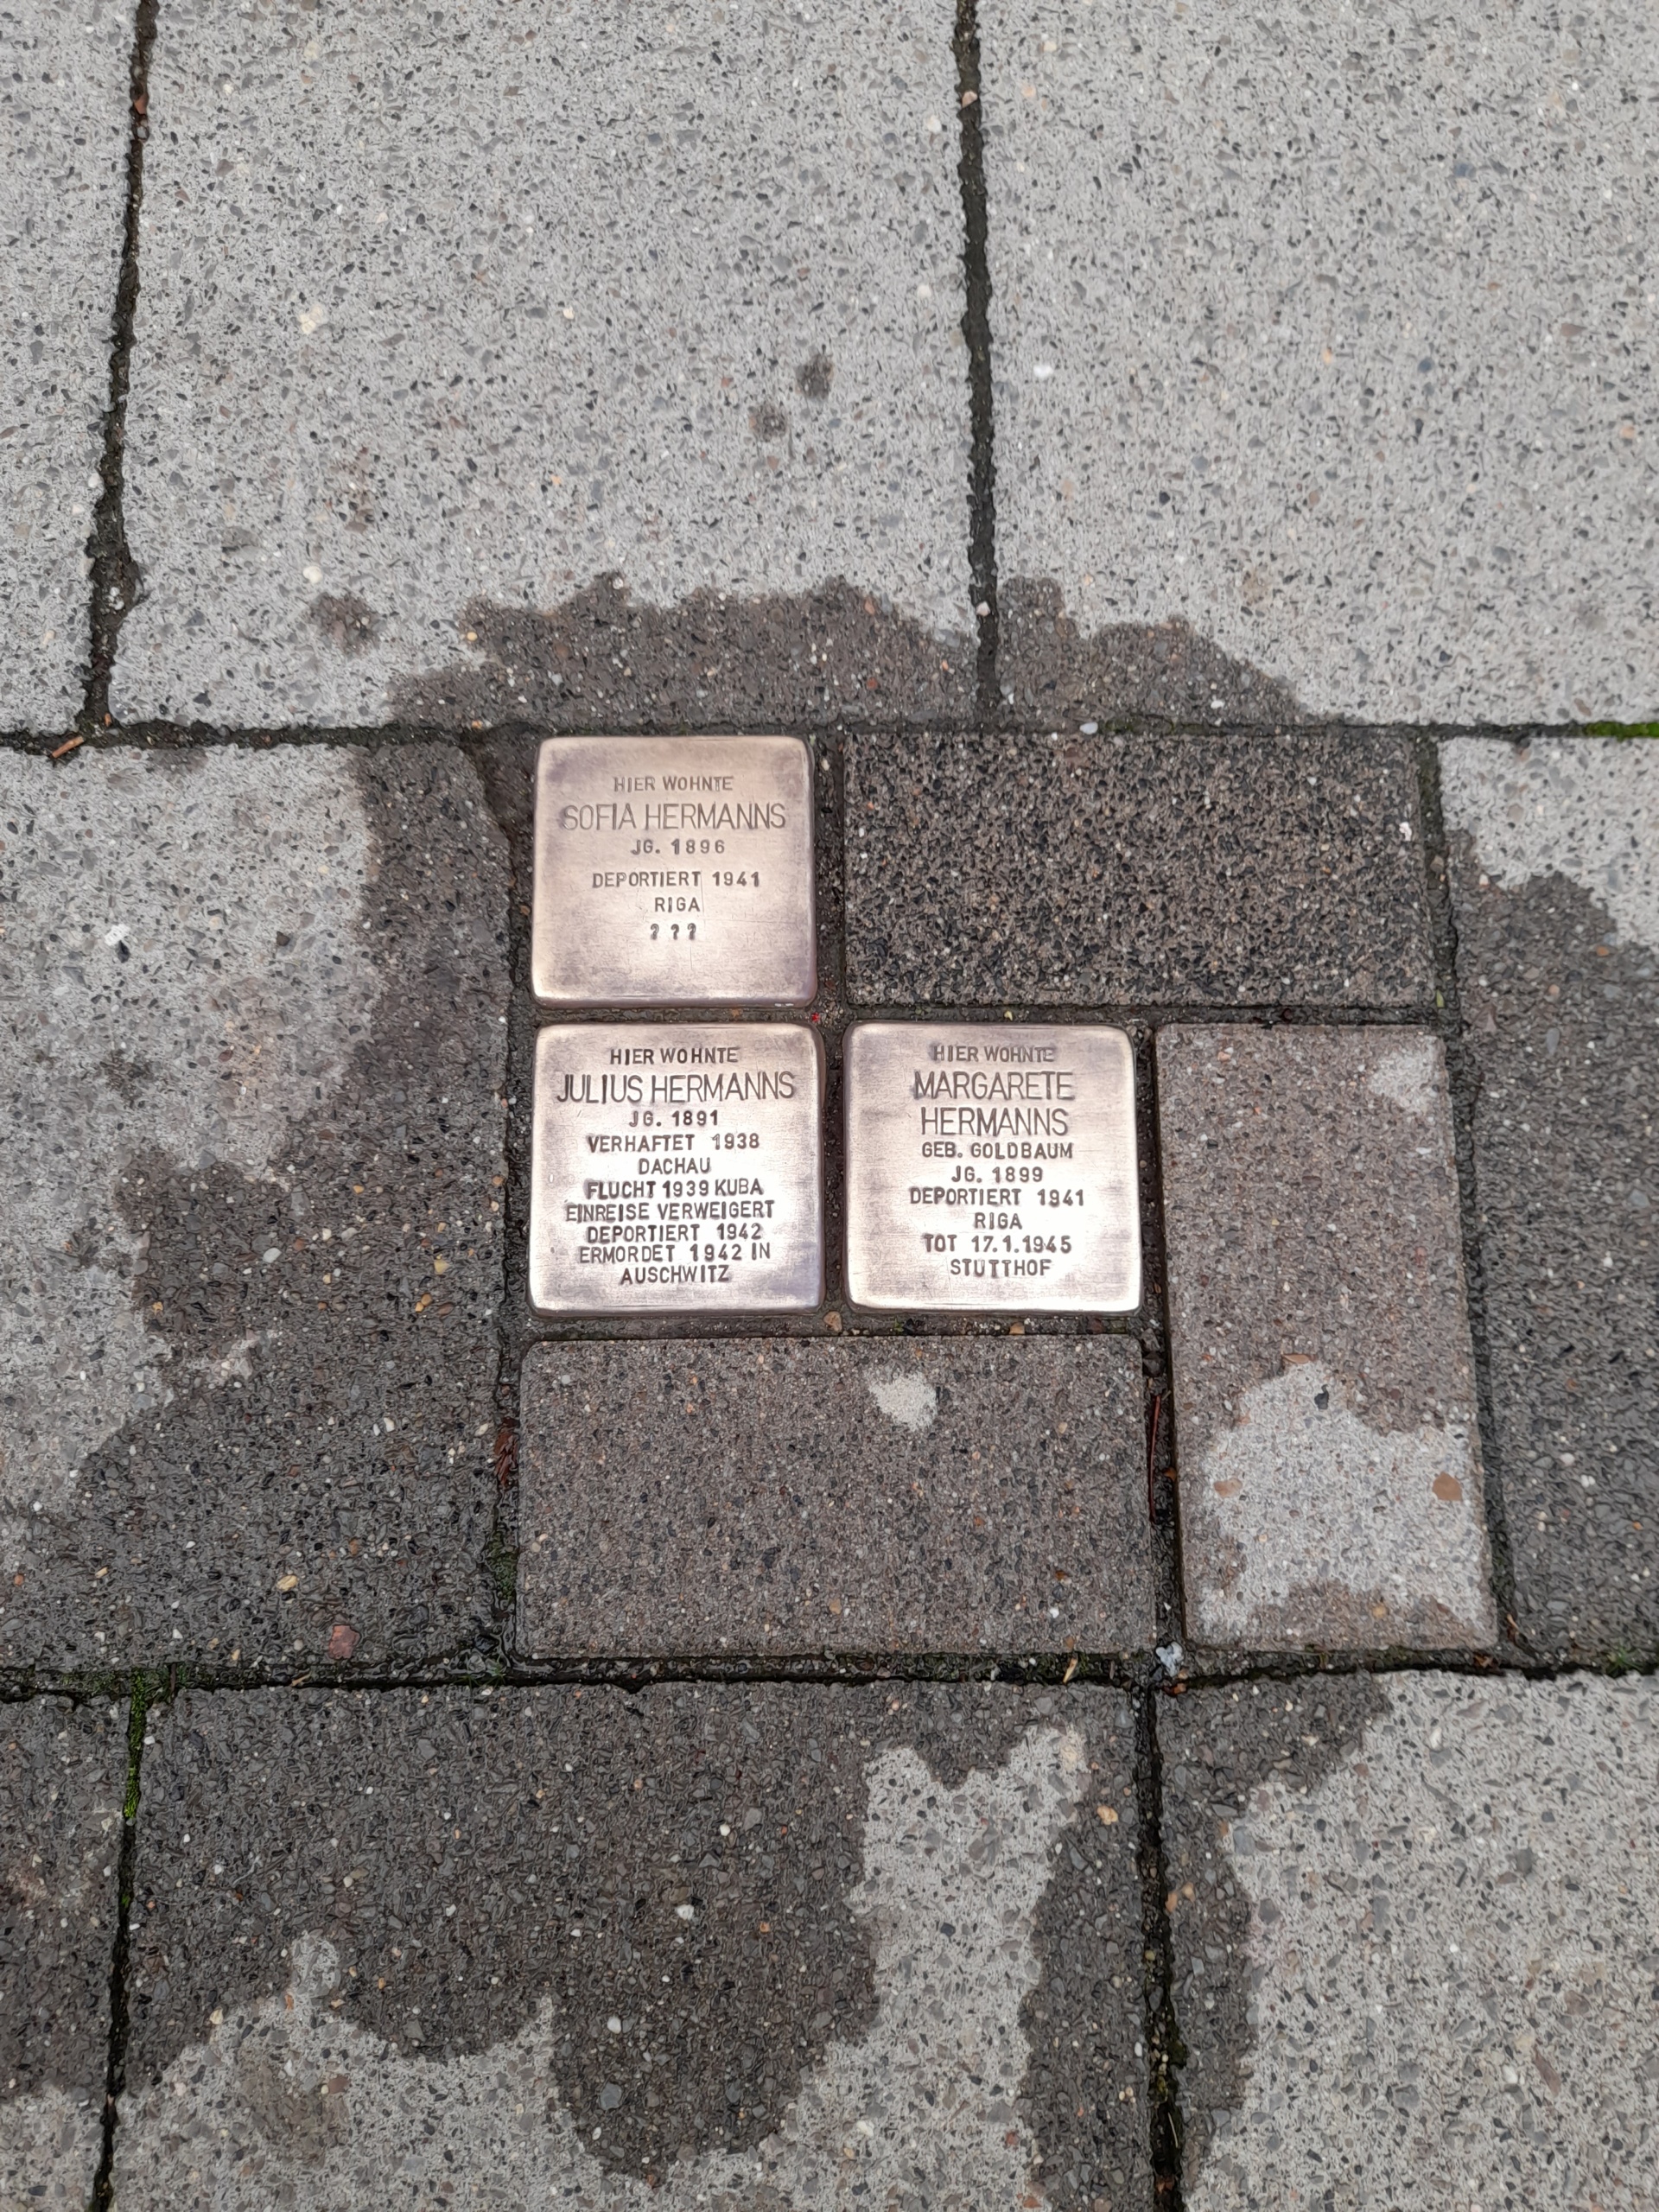 HIER WOHNTE
SOFIA HERMANNS
JG. 1896
DEPORTIERT 1941
RIGA
? ? ?
HIER WOHNTE
JULIUS HERMANNS
JG. 1891
VERHAFTET 1938
DACHAU
FLUCHT 1939 KUBA
EINREISE VERWEIGERT
DEPORTIERT 1942
ERMORDET 1942 IN
AUSCHWITZ
HIER WOHNTE
MARGARETE
HERMANNS
GEB. GOLDBAUM
JG. 1899
DEPORTIERT 1941
RIGA
TOT 17.1.1945
STUTTHOF